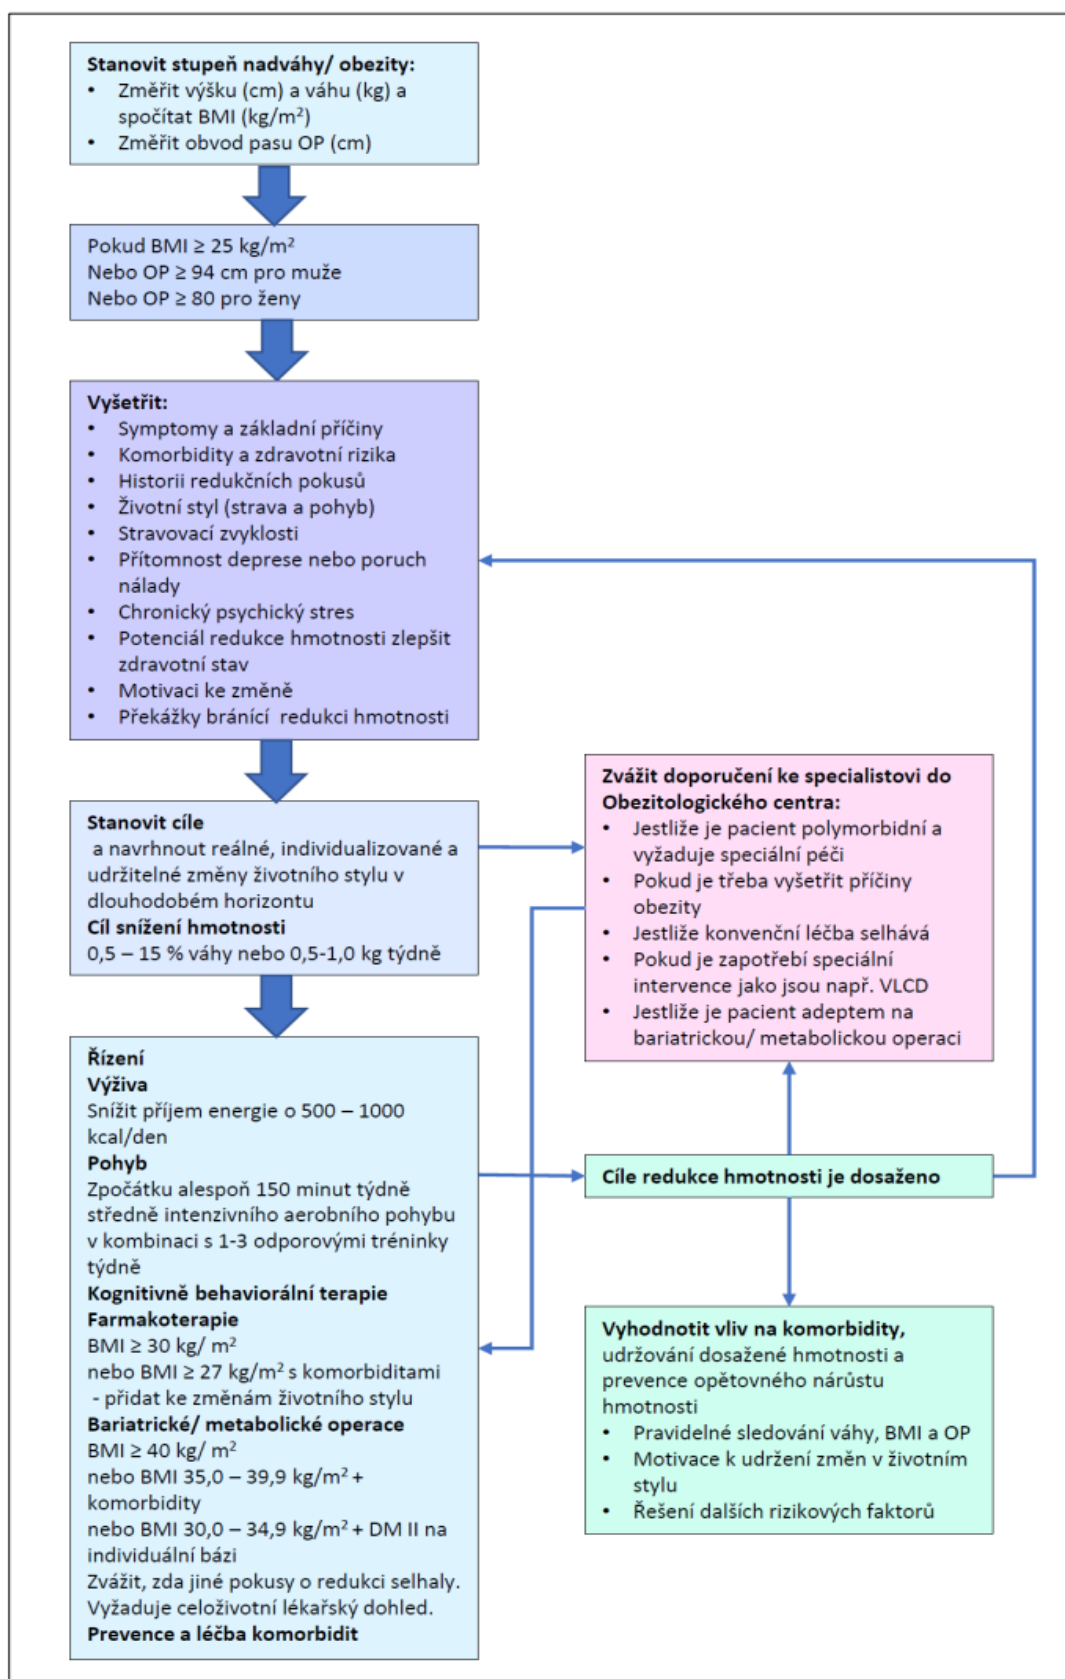 Stanovit stupeň nadváhy/ obezity:
• Změřit výšku (cm) a váhu (kg) a
spočítat BMI (kg/m²)
• Změřit obvod pasu OP (cm)
Pokud BMI ≥ 25 kg/m²
Nebo OP ≥ 94 cm pro muže
Nebo OP ≥ 80 pro ženy
Vyšetřit:
• Symptomy a základní příčiny
• Komorbidity a zdravotní rizika
• Historii redukčních pokusů
• Životní styl (strava a pohyb)
• Stravovací zvyklosti
• Přítomnost deprese nebo poruch
nálady
• Chronický psychický stres
• Potenciál redukce hmotnosti zlepšit
zdravotní stav
• Motivaci ke změně
• Překážky bránící redukci hmotnosti
Stanovit cíle
a navrhnout reálné, individualizované a
udržitelné změny životního stylu v
dlouhodobém horizontu
Cíl snížení hmotnosti
0,5 – 15 % váhy nebo 0,5-1,0 kg týdně
Zvážit doporučení ke specialistovi do
Obezitologického centra:
• Jestliže je pacient polymorbidní a
vyžaduje speciální péči
• Pokud je třeba vyšetřit příčiny
obezity
• Jestliže konvenční léčba selhává
• Pokud je zapotřebí speciální
intervence jako jsou např. VLCD
• Jestliže je pacient adeptem na
bariatrickou/ metabolickou operaci
Řízení
Výživa
Snížit příjem energie o 500 – 1000
kcal/den
Pohyb
Zpočátku alespoň 150 minut týdně
středně intenzivního aerobního pohybu
v kombinaci s 1-3 odporovými tréninky
týdně
Kognitivně behaviorální terapie
Farmakoterapie
BMI ≥ 30 kg/ m²
nebo BMI ≥ 27 kg/m² s komorbiditami
- přidat ke změnám životního stylu
Bariatrické/ metabolické operace
BMI ≥ 40 kg/ m²
nebo BMI 35,0 – 39,9 kg/m² +
komorbidity
nebo BMI 30,0 – 34,9 kg/m² + DM II na
individuální bázi
Zvážit, zda jiné pokusy o redukci selhaly.
Vyžaduje celoživotní lékařský dohled.
Prevence a léčba komorbidit
Cíle redukce hmotnosti je dosaženo
Vyhodnotit vliv na komorbidity,
udržování dosažené hmotnosti a
prevence opětovného nárůstu
hmotnosti
• Pravidelné sledování váhy, BMI a OP
• Motivace k udržení změn v životním
stylu
• Řešení dalších rizikových faktorů